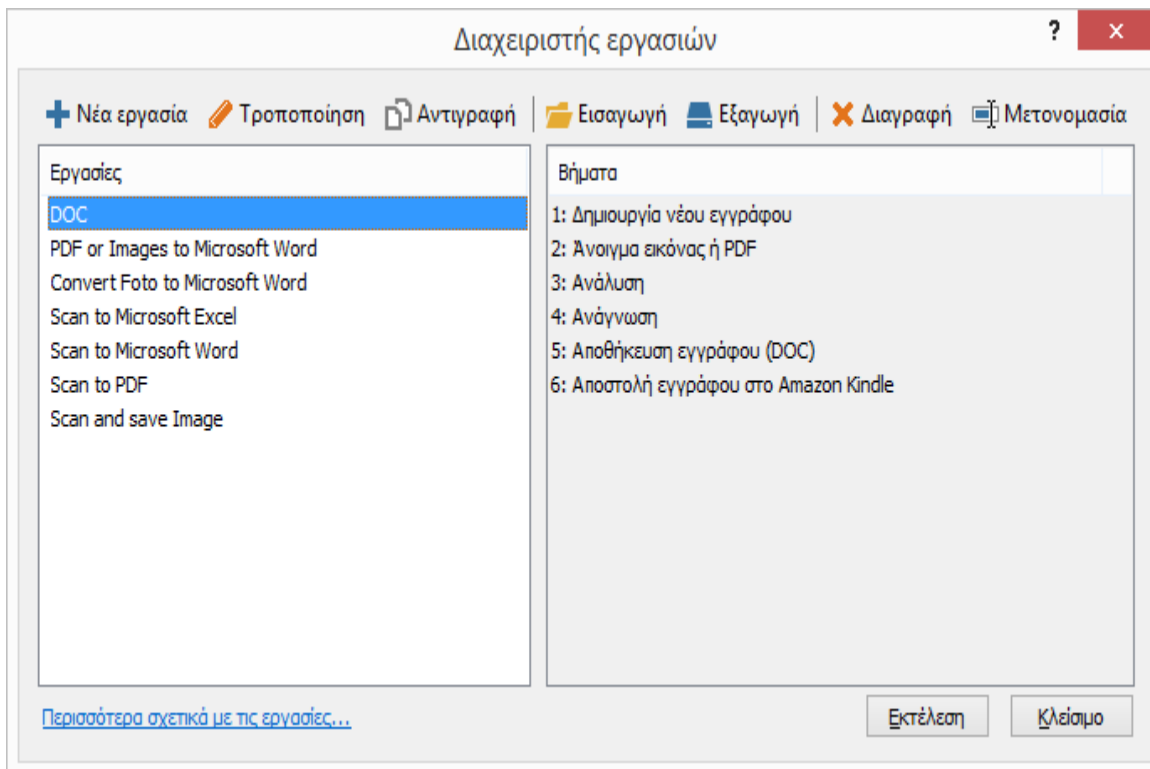 Διαχειριστής εργασιών
?
Νέα εργασία Τροποποίηση Αντιγραφή Εισαγωγή Εξαγωγή Διαγραφή Μετονομασία
Εργασίες
DOC
PDF or Images to Microsoft Word
Convert Foto to Microsoft Word
Scan to Microsoft Excel
Scan to Microsoft Word
Scan to PDF
Scan and save Image
Βήματα
1: Δημιουργία νέου εγγράφου
2: Άνοιγμα εικόνας ή PDF
3: Ανάλυση
4: Ανάγνωση
5: Αποθήκευση εγγράφου (DOC)
6: Αποστολή εγγράφου στο Amazon Kindle
Περισσότερα σχετικά με τις εργασίες...
Εκτέλεση Κλείσιμο